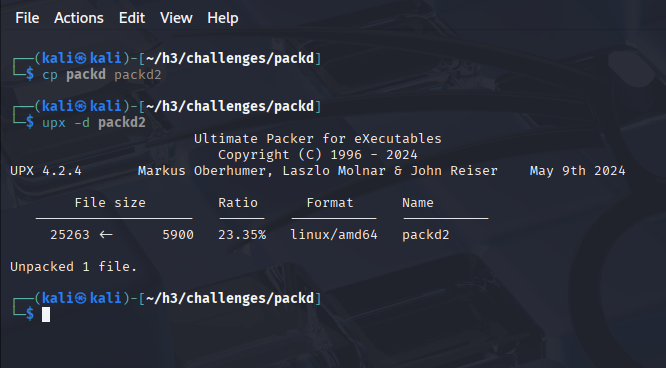 File Actions Edit View Help
┌──(kali㉿kali)-[~/h3/challenges/packd]
└─$ cp packd packd2
┌──(kali㉿kali)-[~/h3/challenges/packd]
└─$ upx -d packd2
Ultimate Packer for eXecutables
Copyright (C) 1996 - 2024
UPX 4.2.4 Markus Oberhumer, Laszlo Molnar & John Reiser May 9th 2024
File size Ratio Format Name
-------------------- ------ ----------- -----------
25263 <- 5900 23.35% linux/amd64 packd2
Unpacked 1 file.
┌──(kali㉿kali)-[~/h3/challenges/packd]
└─$